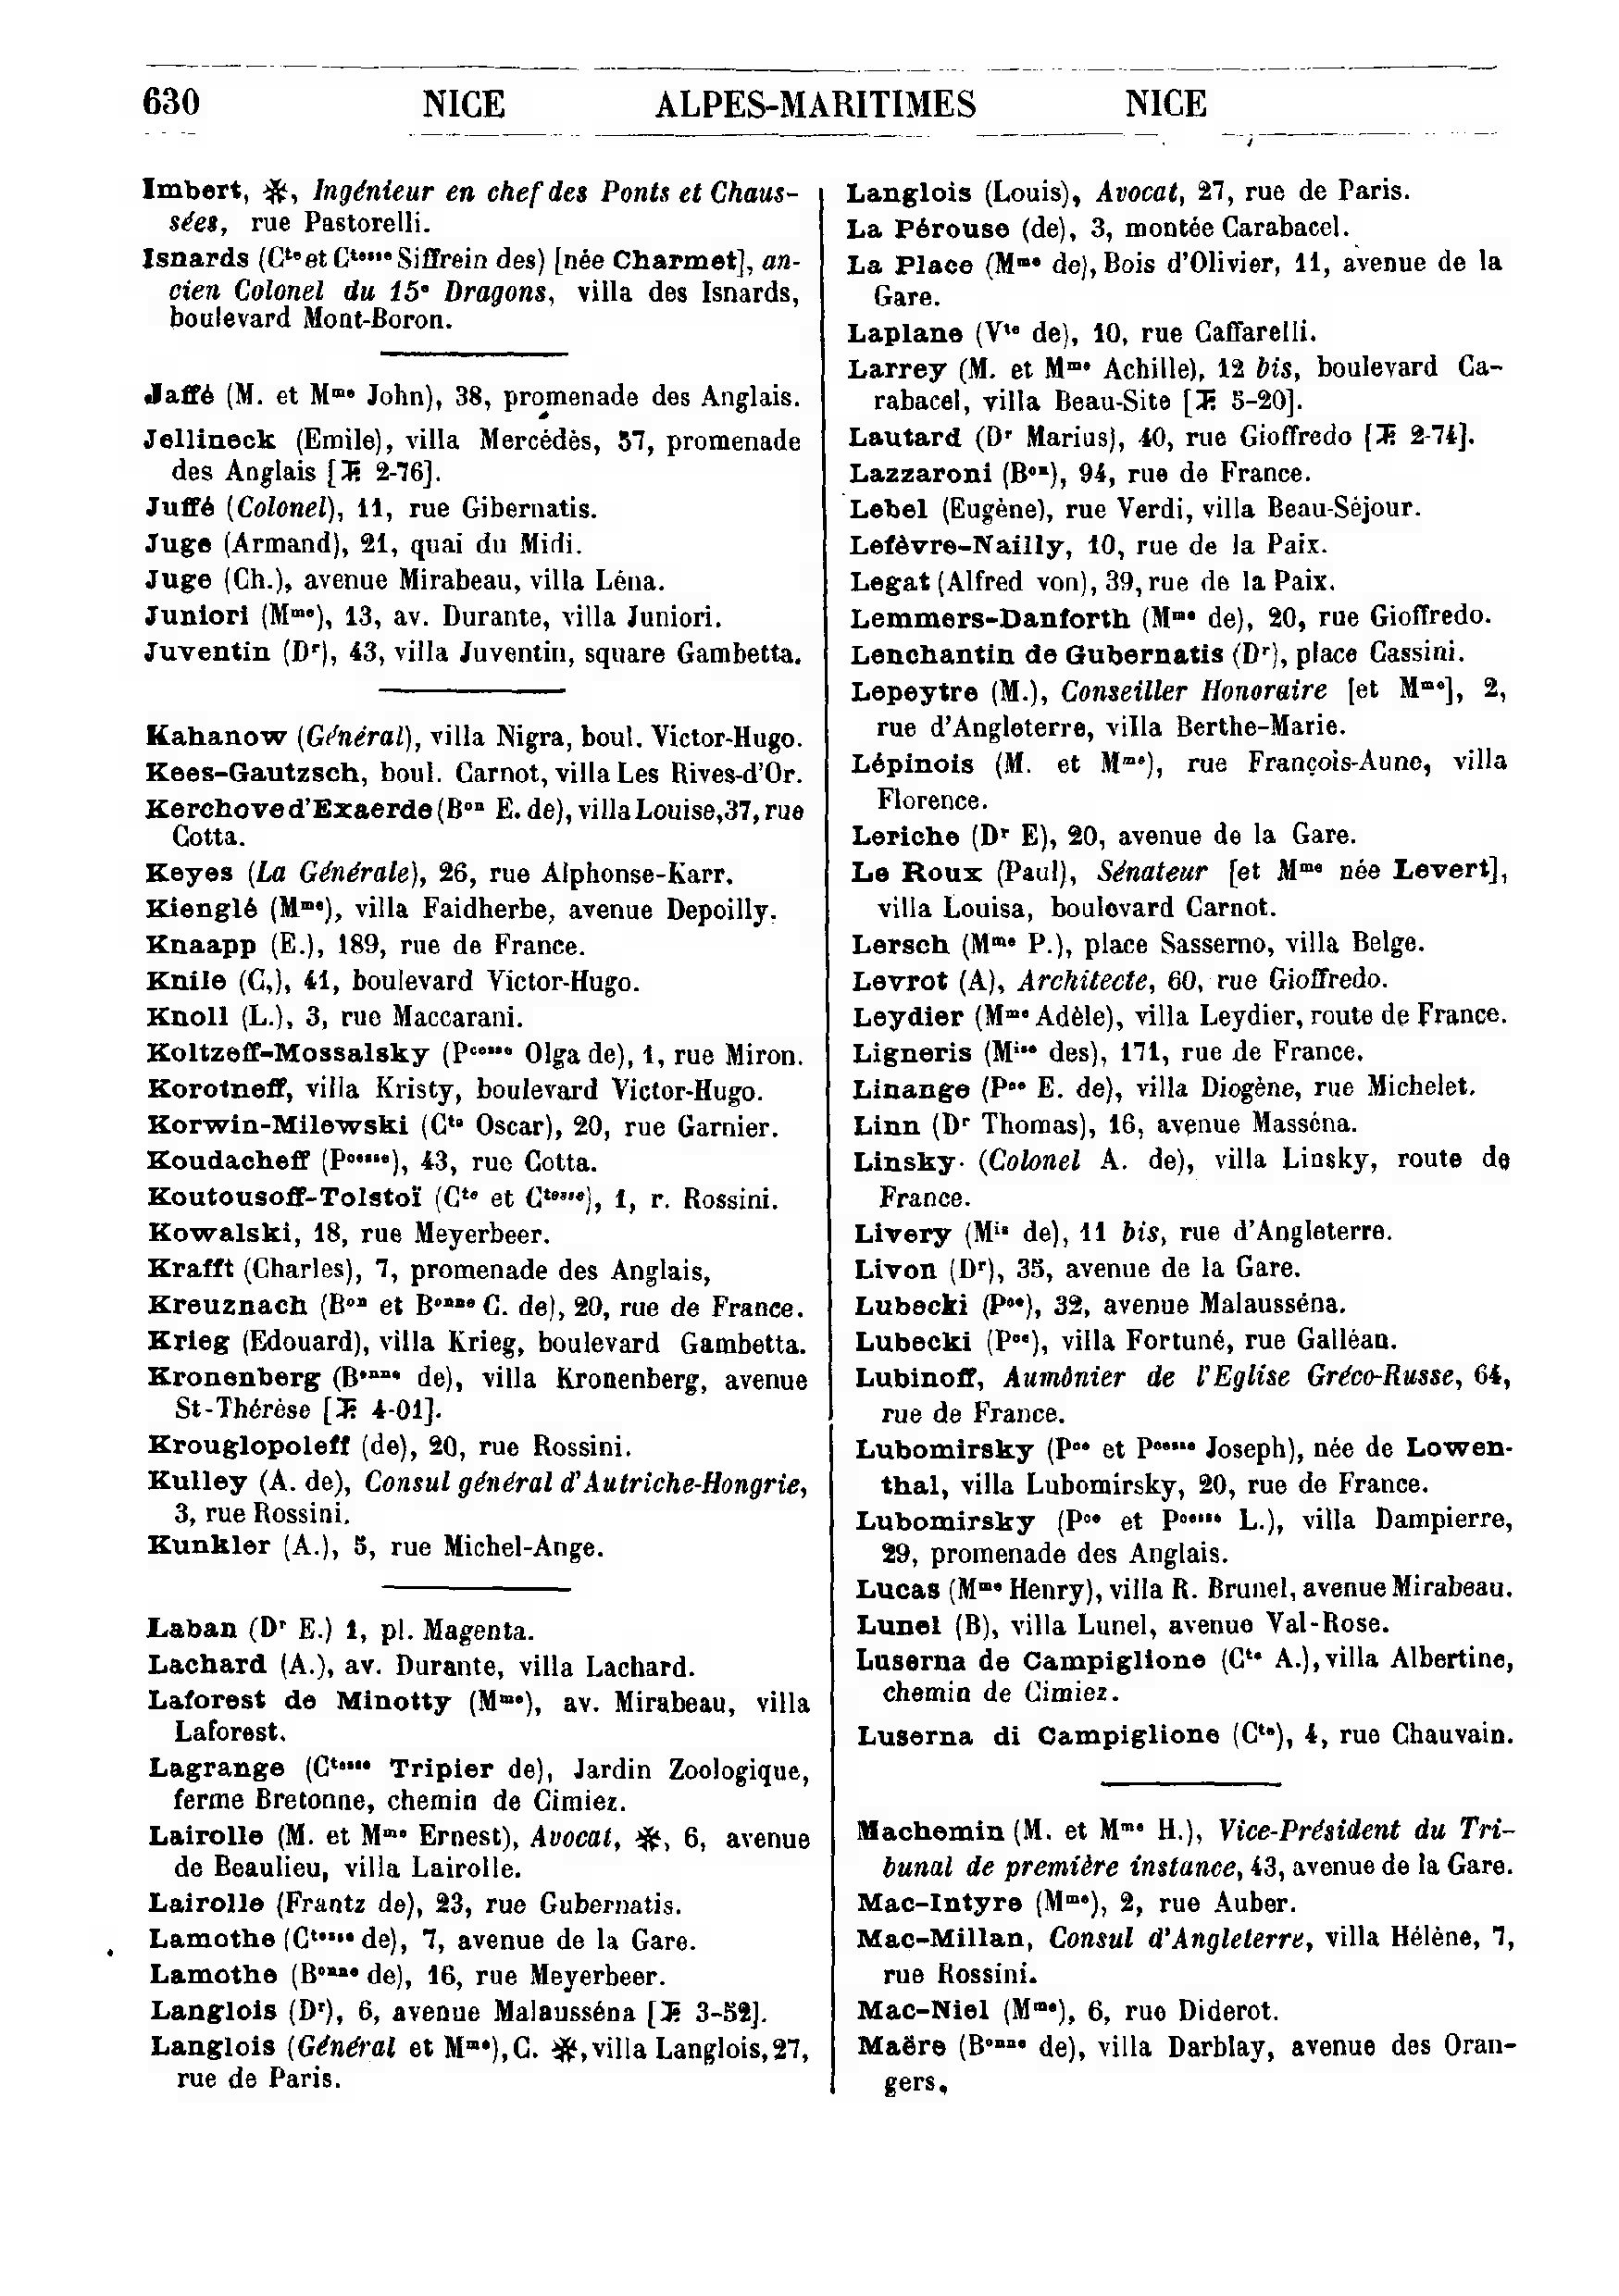 630 NICE ALPES-MARITIMES NICE
Imbert, ✻, Ingénieur en chef des Ponts et Chaus-
sées, rue Pastorelli.
Isnards (Cte et Ctesse Siffrein des) [née Charmet], an-
cien Colonel du 15e Dragons, villa des Isnards,
boulevard Mont-Boron.
Jaffé (M. et Mme John), 38, promenade des Anglais.
Jellineck (Emile), villa Mercédès, 57, promenade
des Anglais [T. 2-76].
Juffé (Colonel), 11, rue Gibernatis.
Juge (Armand), 21, quai du Midi.
Juge (Ch.), avenue Mirabeau, villa Léna.
Juniori (Mme), 13, av. Durante, villa Juniori.
Juventin (Dr), 43, villa Juventin, square Gambetta.
Kahanow (Général), villa Nigra, boul. Victor-Hugo.
Kees-Gautzsch, boul. Carnot, villa Les Rives-d'Or.
Kerchove d'Exaerde (Bon E. de), villa Louise, 37, rue
Cotta.
Keyes (La Générale), 26, rue Alphonse-Karr.
Kienglé (Mme), villa Faidherbe, avenue Depoilly.
Knaapp (E.), 189, rue de France.
Knile (C,), 41, boulevard Victor-Hugo.
Knoll (L.), 3, rue Maccarani.
Koltzeff-Mossalsky (Pcesse Olga de), 1, rue Miron.
Korotneff, villa Kristy, boulevard Victor-Hugo.
Korwin-Milewski (Cte Oscar), 20, rue Garnier.
Koudacheff (Pcesse), 43, rue Cotta.
Koutousoff-Tolstoï (Cte et Ctesse), 1, r. Rossini.
Kowalski, 18, rue Meyerbeer.
Krafft (Charles), 7, promenade des Anglais,
Kreuznach (Bon et Bonne C. de), 20, rue de France.
Krieg (Edouard), villa Krieg, boulevard Gambetta.
Kronenberg (Bonne de), villa Kronenberg, avenue
St-Thérèse [T. 4-01].
Krouglopoleff (de), 20, rue Rossini.
Kulley (A. de), Consul général d'Autriche-Hongrie,
3, rue Rossini.
Kunkler (A.), 5, rue Michel-Ange.
Laban (Dr E.) 1, pl. Magenta.
Lachard (A.), av. Durante, villa Lachard.
Laforest de Minotty (Mme), av. Mirabeau, villa
Laforest.
Lagrange (Ctesse Tripier de), Jardin Zoologique,
ferme Bretonne, chemin de Cimiez.
Lairolle (M. et Mme Ernest), Avocat, ✻, 6, avenue
de Beaulieu, villa Lairolle.
Lairolle (Frantz de), 23, rue Gubernatis.
Lamothe (Ctesse de), 7, avenue de la Gare.
Lamothe (Bonne de), 16, rue Meyerbeer.
Langlois (Dr), 6, avenue Malausséna [T. 3-52].
Langlois (Général et Mme), C. ✻, villa Langlois, 27,
rue de Paris.
Langlois (Louis), Avocat, 27, rue de Paris.
La Pérouse (de), 3, montée Carabacel.
La Place (Mme de), Bois d'Olivier, 11, avenue de la
Gare.
Laplane (Vte de), 10, rue Caffarelli.
Larrey (M. et Mme Achille), 12 bis, boulevard Ca-
rabacel, villa Beau-Site [T. 5-20].
Lautard (Dr Marius), 40, rue Gioffredo [T. 2-74].
Lazzaroni (Bon), 94, rue de France.
Lebel (Eugène), rue Verdi, villa Beau-Séjour.
Lefèvre-Nailly, 10, rue de la Paix.
Legat (Alfred von), 39, rue de la Paix.
Lemmers-Danforth (Mme de), 20, rue Gioffredo.
Lenchantin de Gubernatis (Dr), place Cassini.
Lepeytre (M.), Conseiller Honoraire [et Mme], 2,
rue d'Angleterre, villa Berthe-Marie.
Lépinois (M. et Mme), rue François-Aune, villa
Florence.
Leriche (Dr E), 20, avenue de la Gare.
Le Roux (Paul), Sénateur [et Mme née Levert],
villa Louisa, boulevard Carnot.
Lersch (Mme P.), place Sasserno, villa Belge.
Levrot (A), Architecte, 60, rue Gioffredo.
Leydier (Mme Adèle), villa Leydier, route de France.
Ligneris (Mise des), 171, rue de France.
Linange (Pce E. de), villa Diogène, rue Michelet.
Linn (Dr Thomas), 16, avenue Masséna.
Linsky (Colonel A. de), villa Linsky, route de
France.
Livery (Mis de), 11 bis, rue d'Angleterre.
Livon (Dr), 35, avenue de la Gare.
Lubecki (Pce), 32, avenue Malausséna.
Lubecki (Pce), villa Fortuné, rue Galléan.
Lubinoff, Aumônier de l'Eglise Gréco-Russe, 64,
rue de France.
Lubomirsky (Pce et Pcesse Joseph), née de Lowen-
thal, villa Lubomirsky, 20, rue de France.
Lubomirsky (Pce et Pcesse L.), villa Dampierre,
29, promenade des Anglais.
Lucas (Mme Henry), villa R. Brunel, avenue Mirabeau.
Lunel (B), villa Lunel, avenue Val-Rose.
Luserna de Campiglione (Cte A.), villa Albertine,
chemin de Cimiez.
Luserna di Campiglione (Cte), 4, rue Chauvain.
Machemin (M. et Mme H.), Vice-Président du Tri-
bunal de première instance, 43, avenue de la Gare.
Mac-Intyre (Mme), 2, rue Auber.
Mac-Millan, Consul d'Angleterre, villa Hélène, 7,
rue Rossini.
Mac-Niel (Mme), 6, rue Diderot.
Maëre (Bonne de), villa Darblay, avenue des Oran-
gers.